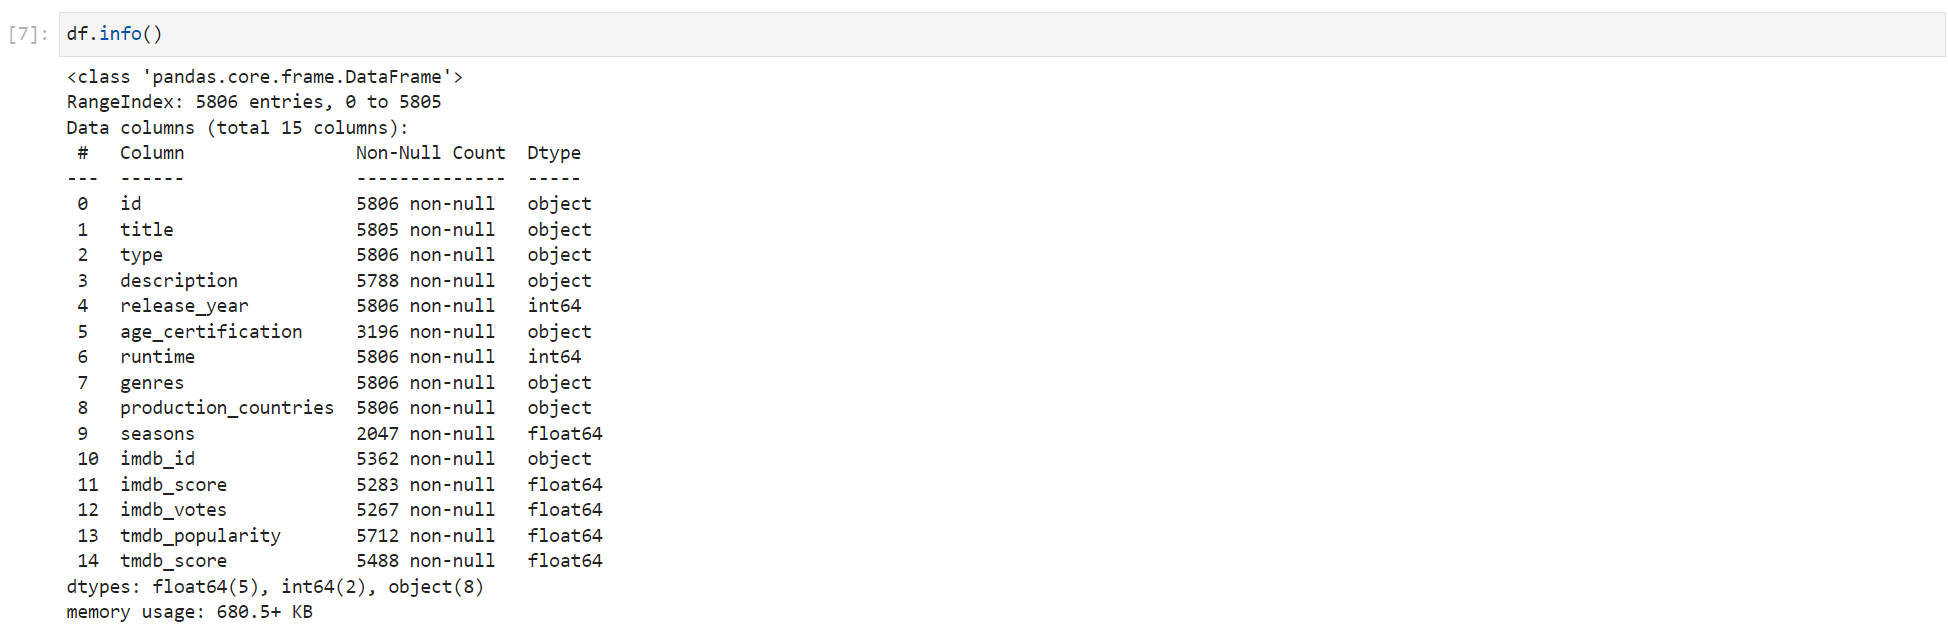 [7]: df.info()
<class 'pandas.core.frame.DataFrame'>
RangeIndex: 5806 entries, 0 to 5805
Data columns (total 15 columns):
 #   Column                Non-Null Count  Dtype
---  ------                --------------  -----
 0   id                    5806 non-null   object
 1   title                 5805 non-null   object
 2   type                  5806 non-null   object
 3   description           5788 non-null   object
 4   release_year          5806 non-null   int64
 5   age_certification     3196 non-null   object
 6   runtime               5806 non-null   int64
 7   genres                5806 non-null   object
 8   production_countries  5806 non-null   object
 9   seasons               2047 non-null   float64
 10  imdb_id               5362 non-null   object
 11  imdb_score            5283 non-null   float64
 12  imdb_votes            5267 non-null   float64
 13  tmdb_popularity       5712 non-null   float64
 14  tmdb_score            5488 non-null   float64
dtypes: float64(5), int64(2), object(8)
memory usage: 680.5+ KB